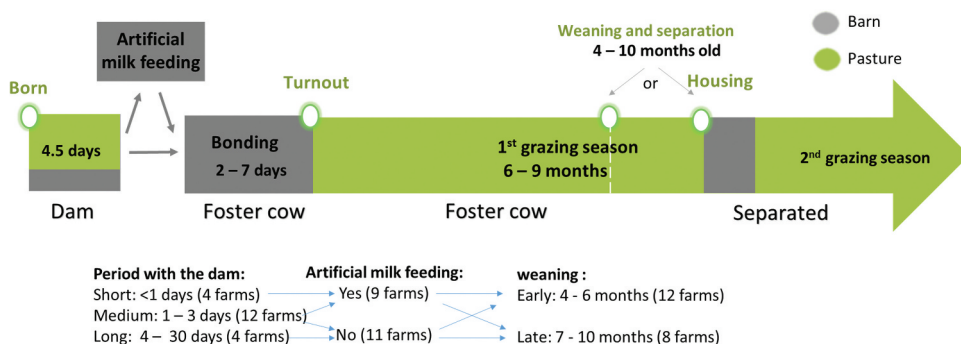 Artificial
milk feeding
Born
4.5 days
Dam
Bonding
2 – 7 days
Foster cow
Turnout
1st grazing season
6 – 9 months
Foster cow
Weaning and separation
4 – 10 months old
or
Housing
Separated
2nd grazing season
Barn
Pasture
Period with the dam:
Short: <1 days (4 farms)
Medium: 1 – 3 days (12 farms)
Long: 4 – 30 days (4 farms)
Artificial milk feeding:
Yes (9 farms)
No (11 farms)
weaning :
Early: 4 - 6 months (12 farms)
Late: 7 - 10 months (8 farms)